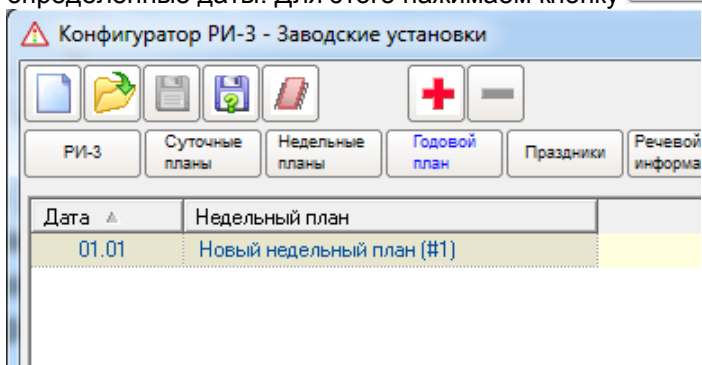 определенные даты. Для этого нажимаем кнопку
Конфигуратор РИ-3 - Заводские установки
РИ-3 Суточные планы Недельные планы Годовой план Праздники Речевой информа
Дата Недельный план
01.01 Новый недельный план (#1)